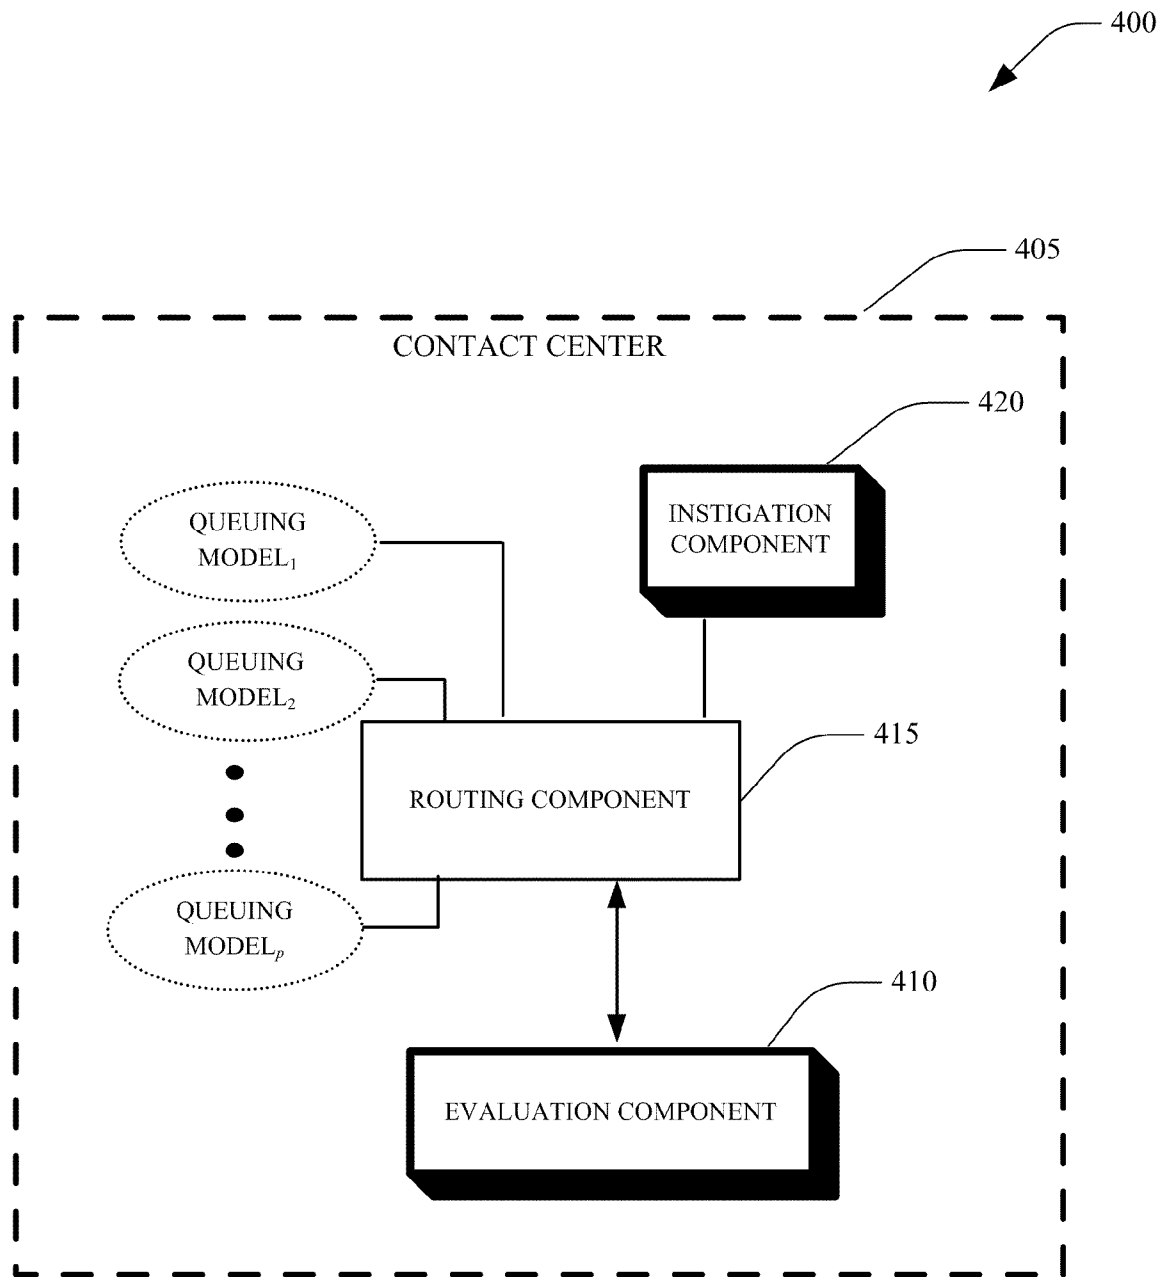 400
405
CONTACT CENTER
420
INSTIGATION
COMPONENT
QUEUING
MODEL₁
QUEUING
MODEL₂
415
ROUTING COMPONENT
QUEUING
MODELₚ
410
EVALUATION COMPONENT